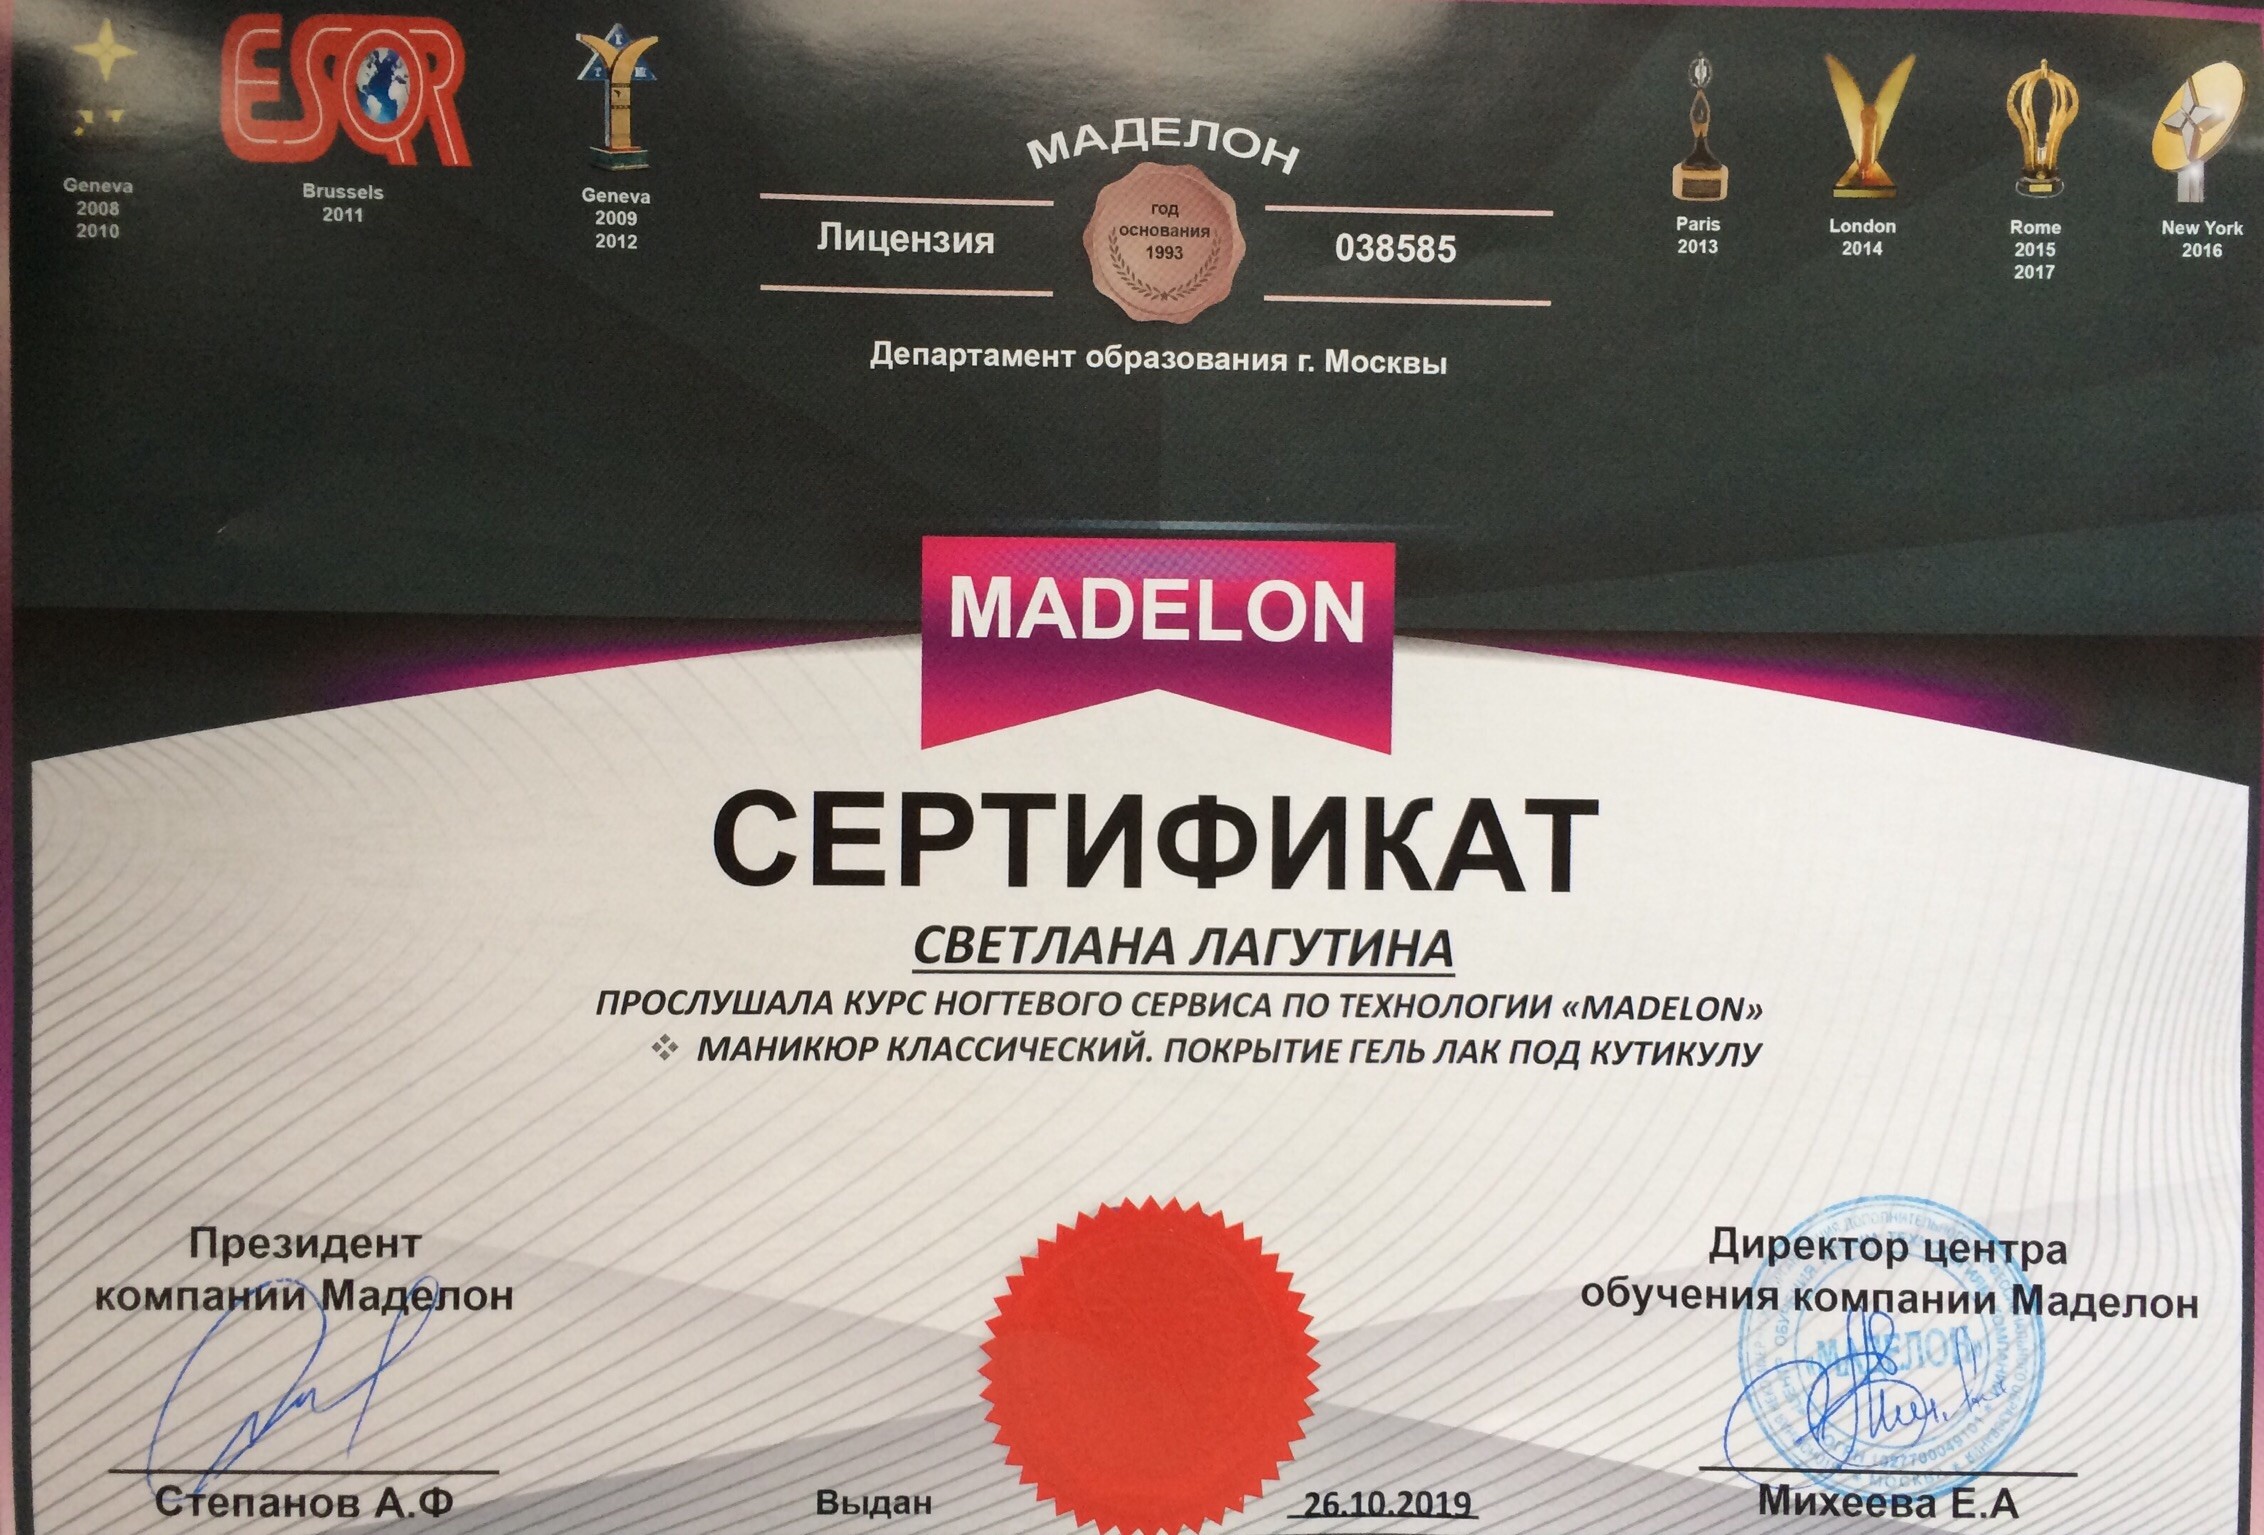 ESQR
Geneva
2008
2010
Brussels
2011
Geneva
2009
2012
МАДЕЛОН
год
основания
1993
Лицензия
038585
Департамент образования г. Москвы
Paris
2013
London
2014
Rome
2015
2017
New York
2016
MADELON
СЕРТИФИКАТ
СВЕТЛАНА ЛАГУТИНА
ПРОСЛУШАЛА КУРС НОГТЕВОГО СЕРВИСА ПО ТЕХНОЛОГИИ «MADELON»
❖ МАНИКЮР КЛАССИЧЕСКИЙ. ПОКРЫТИЕ ГЕЛЬ ЛАК ПОД КУТИКУЛУ
Президент
компании Маделон
Степанов А.Ф
Выдан
26.10.2019
Директор центра
обучения компании Маделон
«МАДЕЛОН»
Михеева Е.А